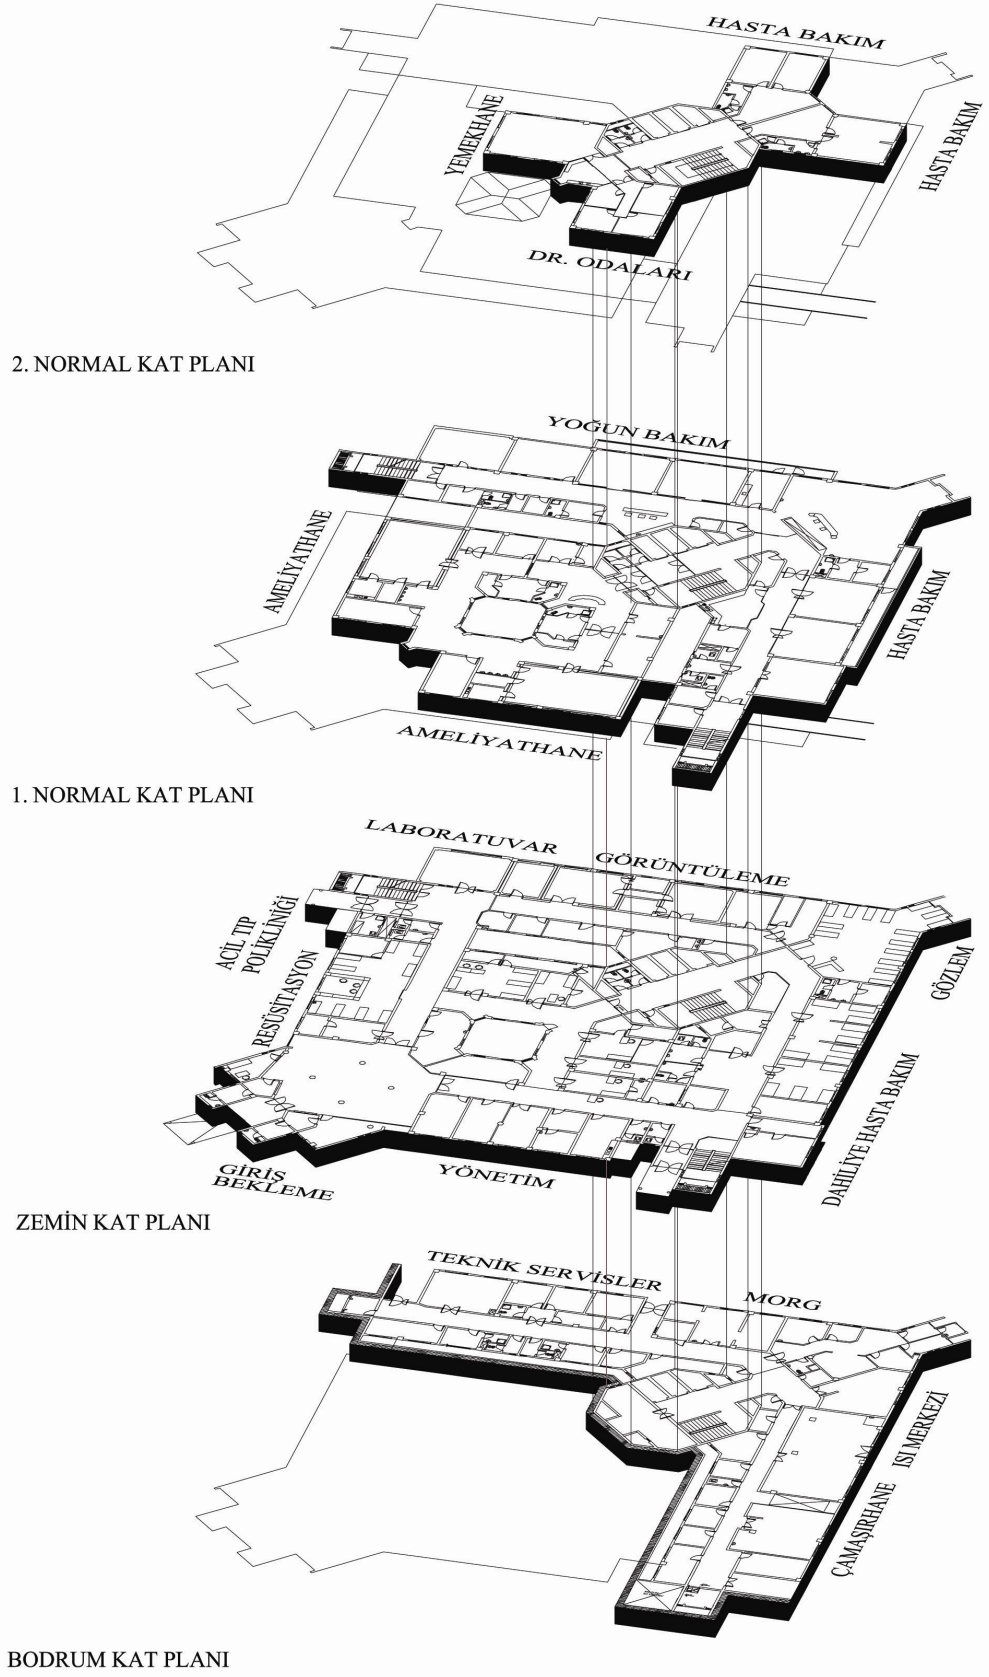 HASTA BAKIM
YEMEKHANE
HASTA BAKIM
DR. ODALARI
2. NORMAL KAT PLANI
YOĞUN BAKIM
AMELİYATHANE
HASTA BAKIM
AMELİYATHANE
1. NORMAL KAT PLANI
LABORATUVAR
GÖRÜNTÜLEME
ACİL TIP
POLİKLİNİĞİ
RESÜSİTASYON
GÖZLEM
DAHİLİYE HASTA BAKIM
GİRİŞ
BEKLEME
YÖNETİM
ZEMİN KAT PLANI
TEKNİK SERVİSLER
MORG
ISI MERKEZİ
ÇAMAŞIRHANE
BODRUM KAT PLANI